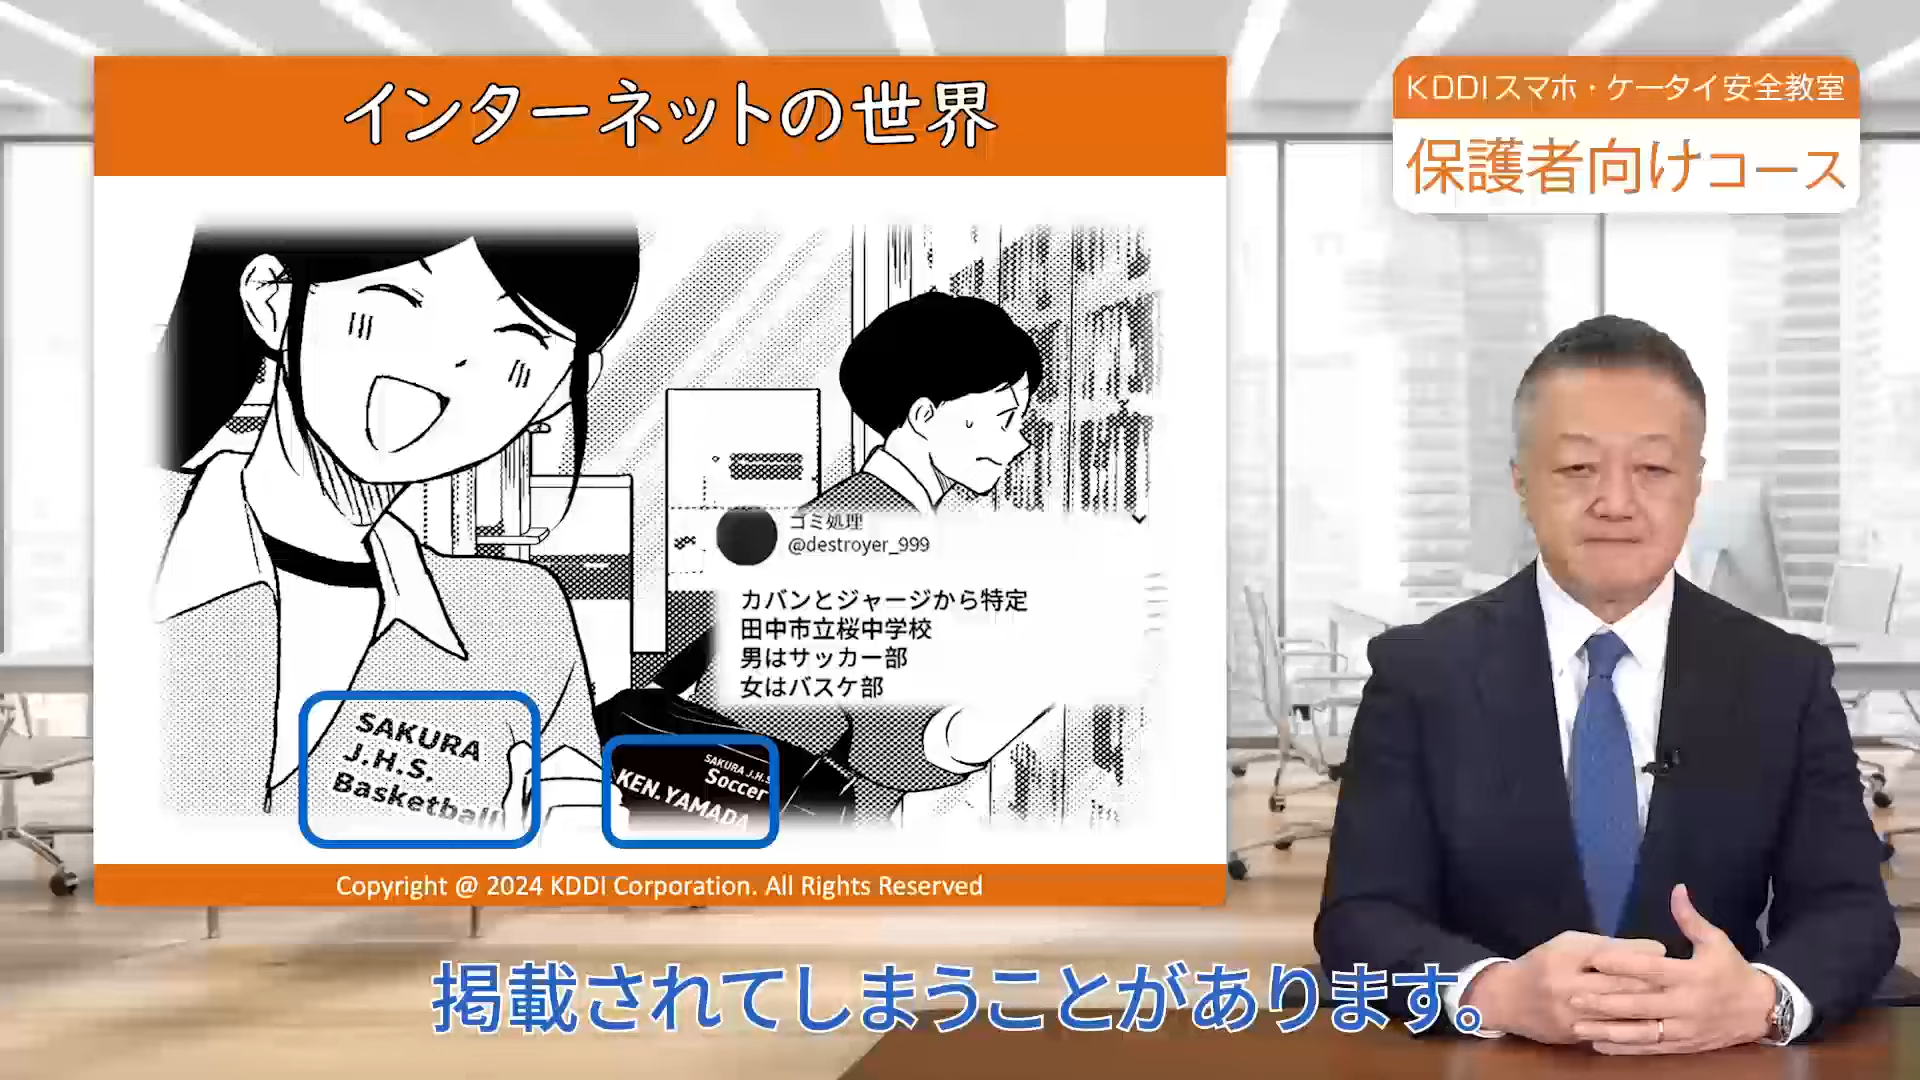 インターネットの世界
KDDIスマホ・ケータイ安全教室
保護者向けコース
ゴミ処理
@destroyer_999
カバンとジャージから特定
田中市立桜中学校
男はサッカー部
女はバスケ部
SAKURA
J.H.S.
Basketball
SAKURA J.H.S
Soccer
KEN.YAMADA
Copyright @ 2024 KDDI Corporation. All Rights Reserved
掲載されてしまうことがあります。